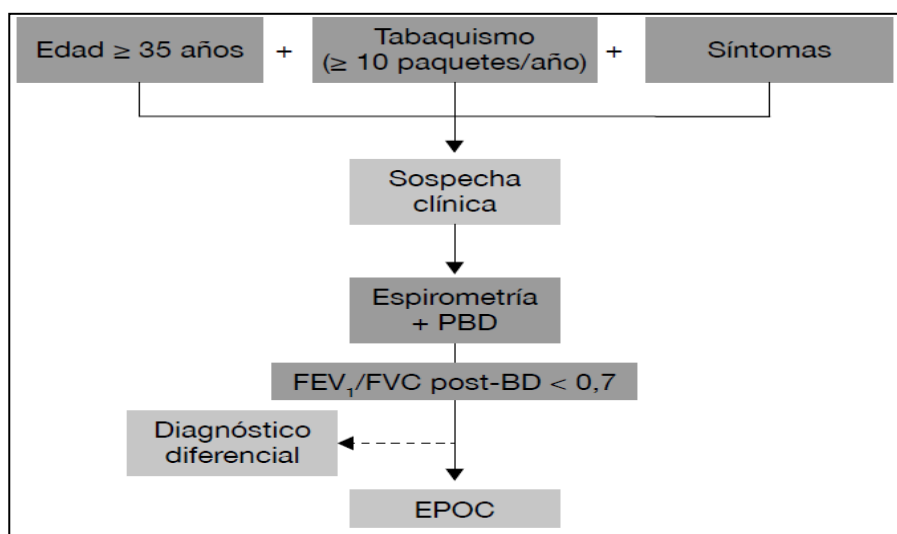 Edad ≥ 35 años + Tabaquismo (≥ 10 paquetes/año) + Síntomas
Sospecha
clínica
Espirometría
+ PBD
FEV₁/FVC post-BD < 0,7
Diagnóstico
diferencial
EPOC